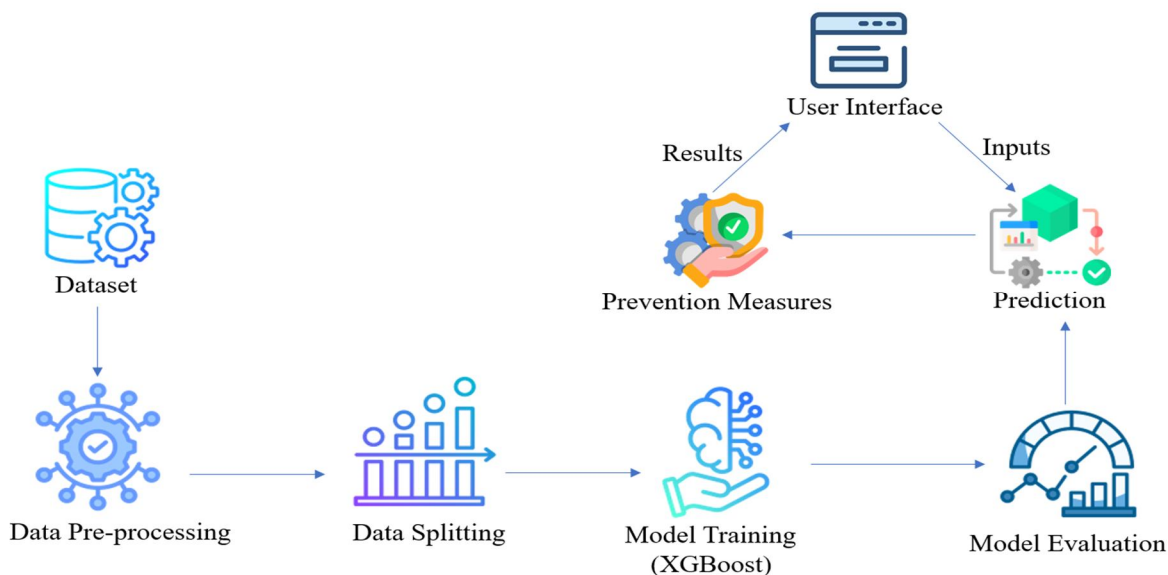 User Interface
Results
Inputs
Dataset
Prevention Measures
Prediction
Data Pre-processing
Data Splitting
Model Training
(XGBoost)
Model Evaluation